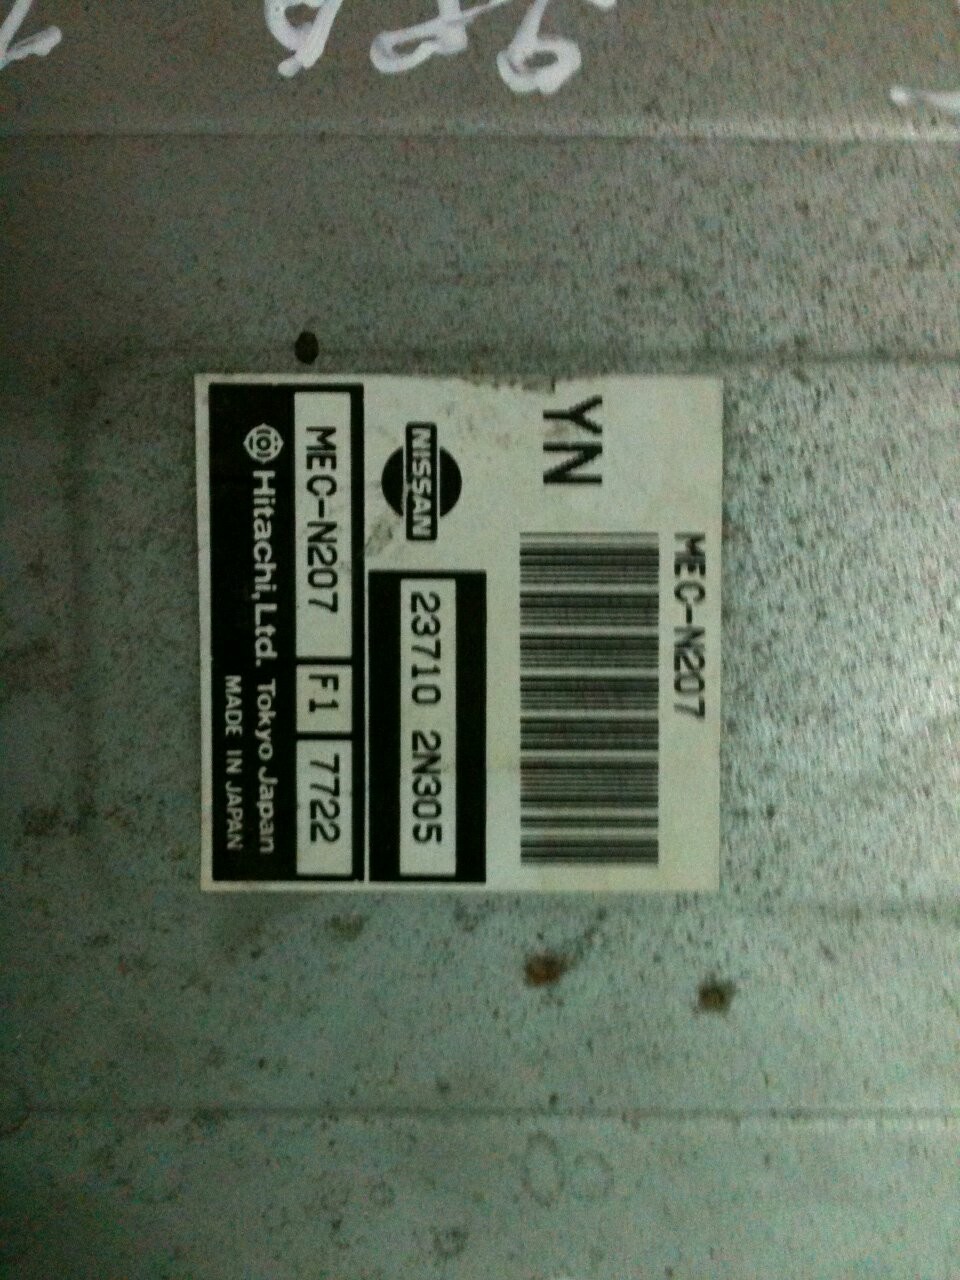 MEC-N207
YN
NISSAN
23710 2N305
MEC-N207 F1 7722
Hitachi, Ltd. Tokyo Japan
MADE IN JAPAN